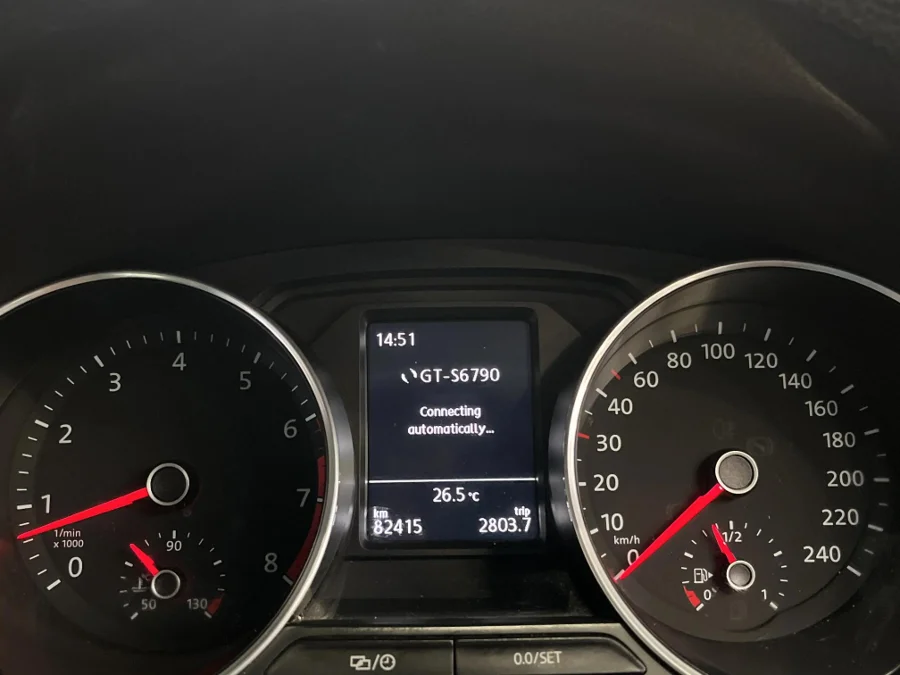 14:51
GT-S6790
Connecting
automatically...
26.5 °C
km trip
82415 2803.7
0 1 2 3 4 5 6 7 8
1/min
x 1000
50 90 130
0 10 20 30 40 60 80 100 120 140 160 180 200 220 240
km/h
0 1/2 1
0.0/SET